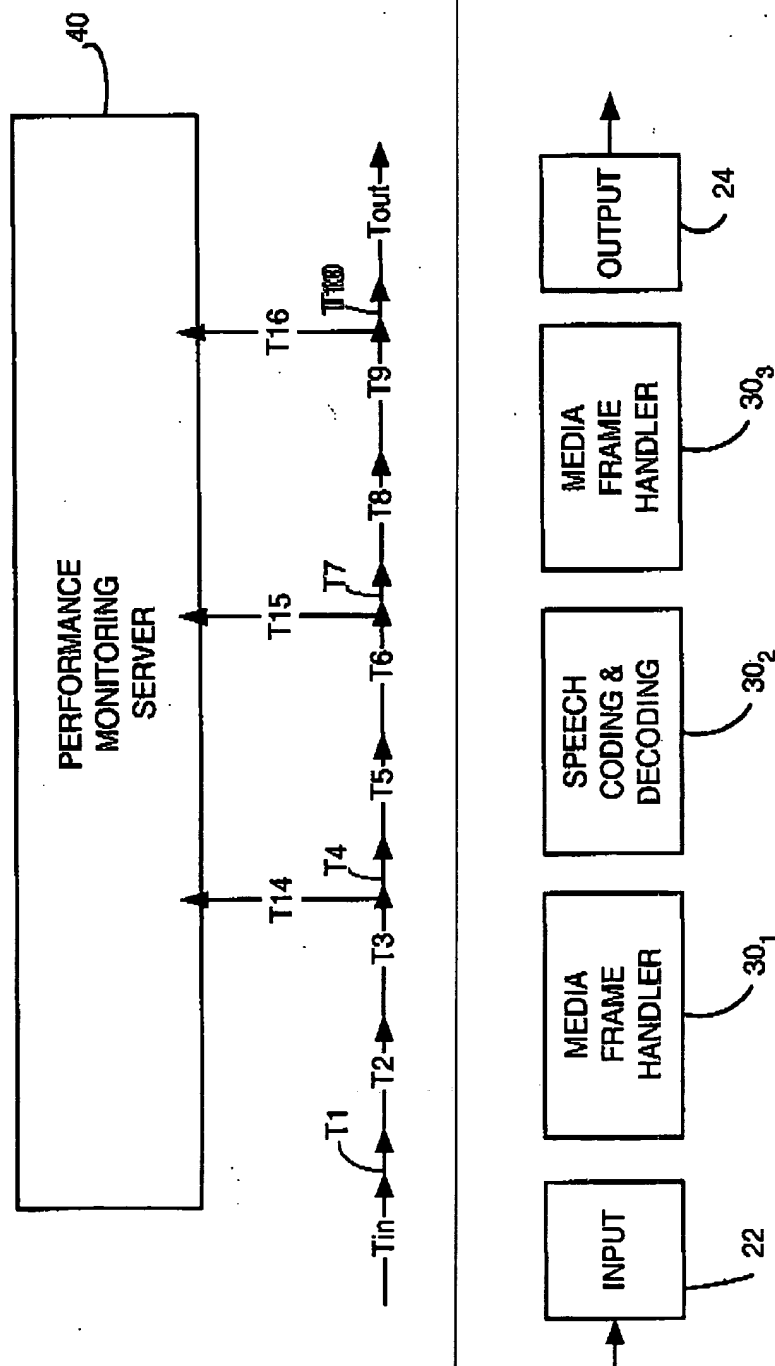 40
PERFORMANCE
MONITORING
SERVER
T14
T15
T16
T1
T4
T7
Tin
T2
T3
T5
T6
T8
T9
Tout
INPUT
22
MEDIA
FRAME
HANDLER
30₁
SPEECH
CODING &
DECODING
30₂
MEDIA
FRAME
HANDLER
30₃
OUTPUT
24